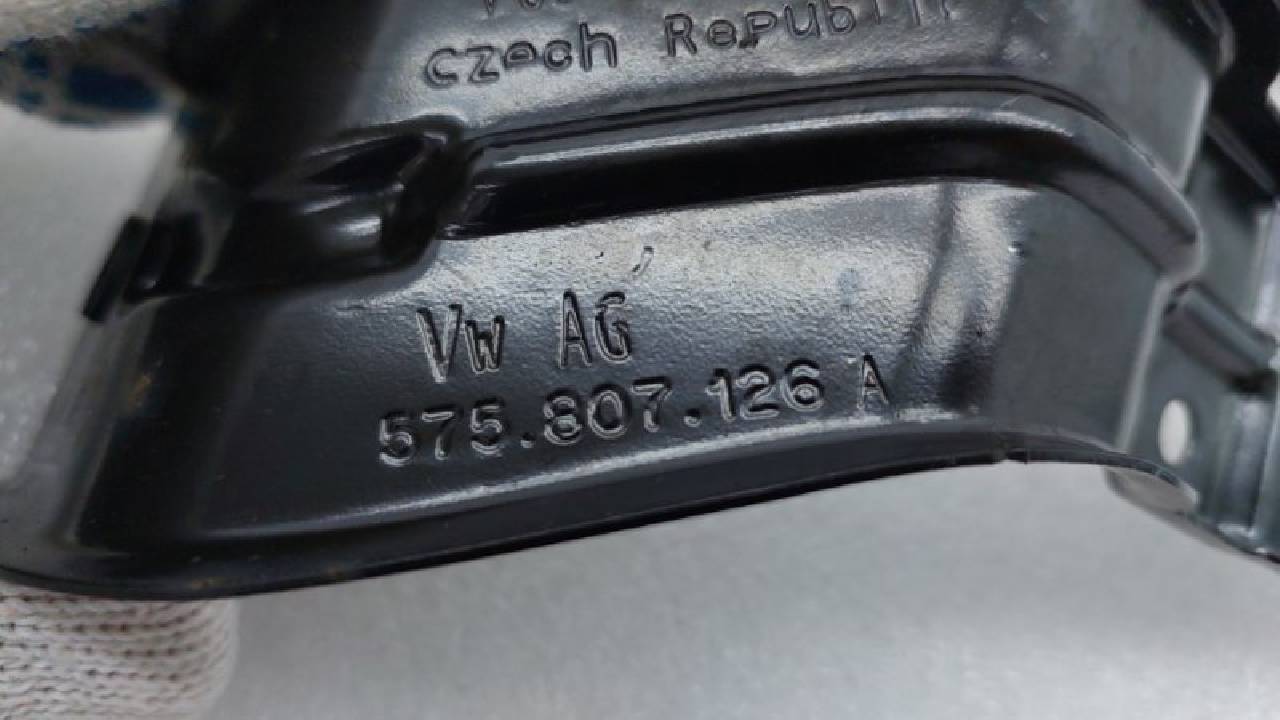 Czech Republic
VW AG
575.807.126 A